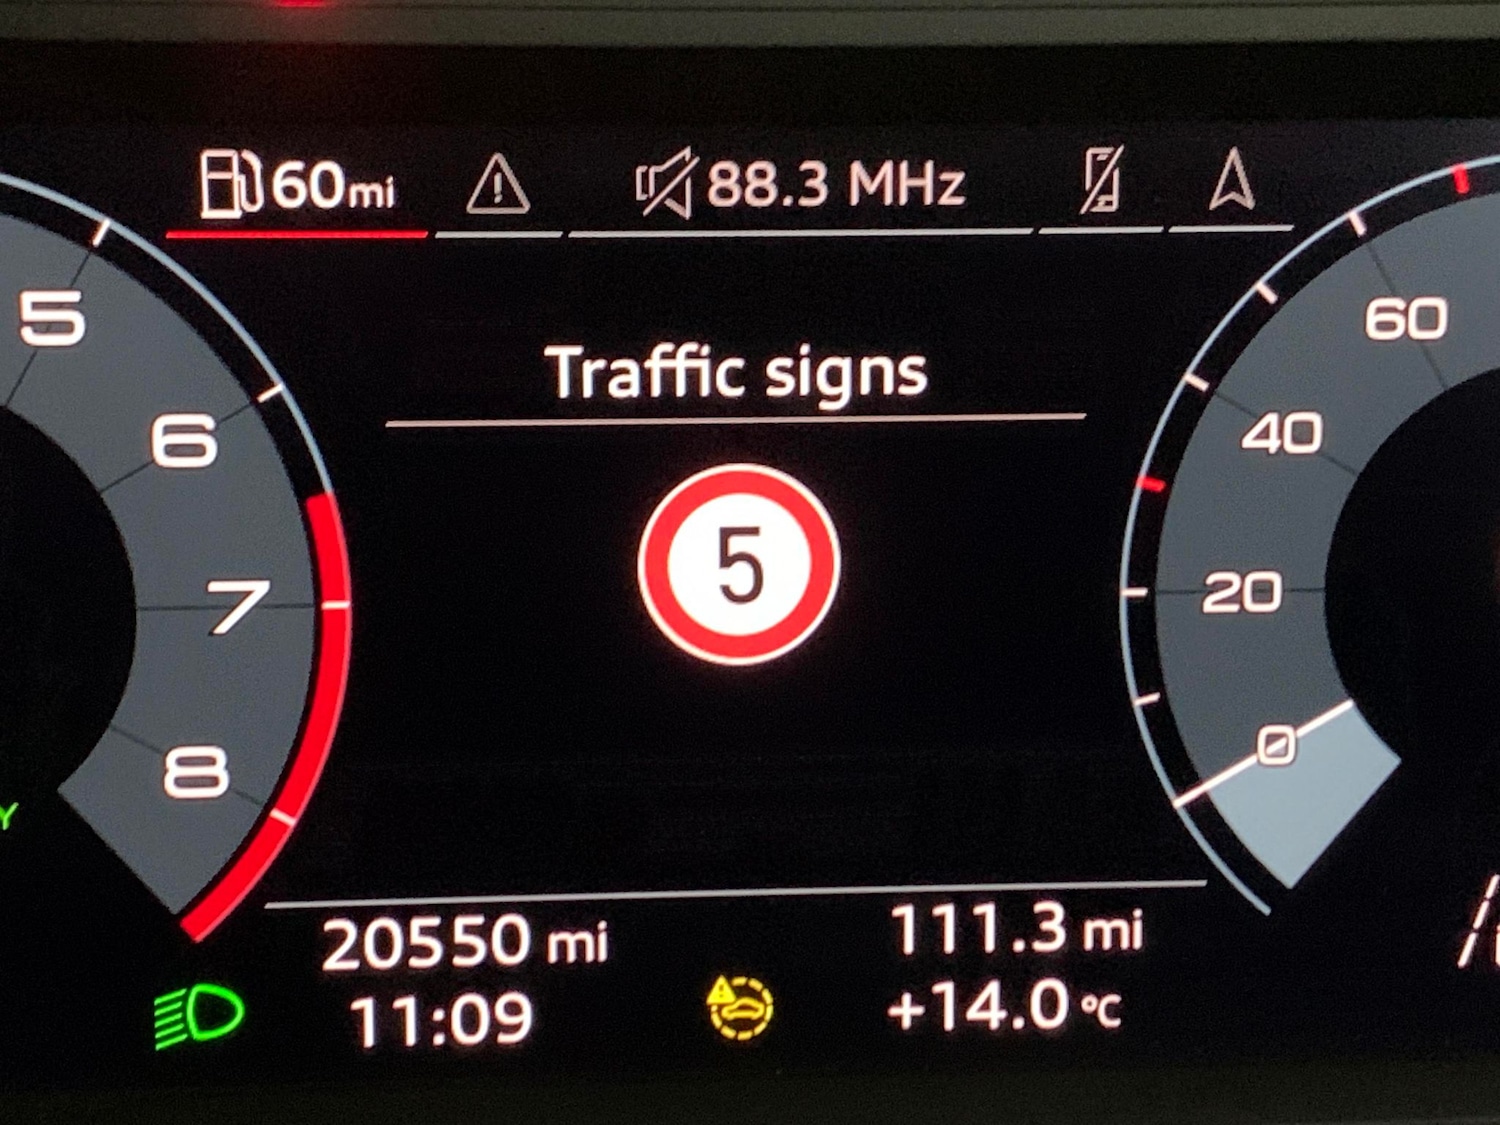 60mi
88.3 MHz
Traffic signs
5
5
6
7
8
60
40
20
0
20550 mi
111.3 mi
11:09
+14.0 °C
Y